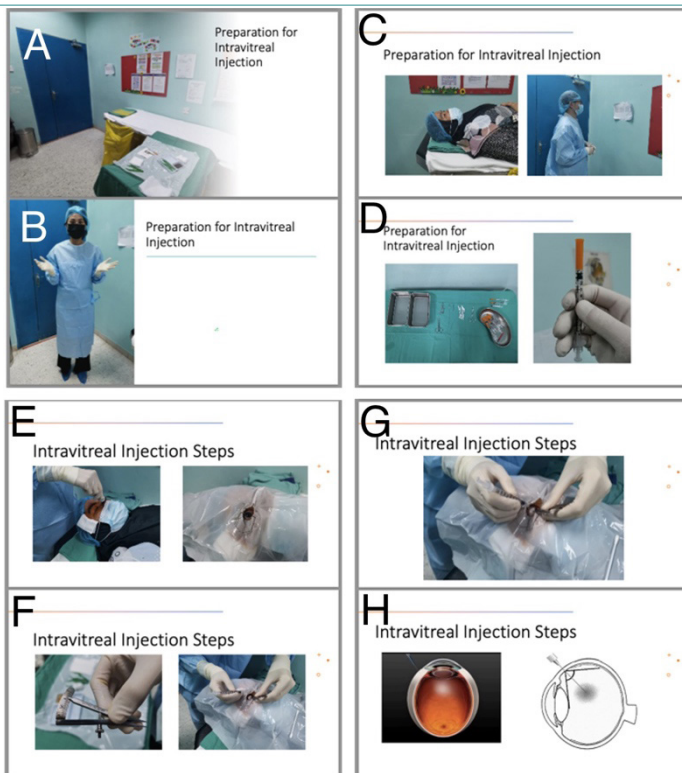 A
Preparation for
Intravitreal
Injection
B
Preparation for Intravitreal
Injection
C
Preparation for Intravitreal Injection
D
Preparation for
Intravitreal Injection
E
Intravitreal Injection Steps
F
Intravitreal Injection Steps
G
Intravitreal Injection Steps
H
Intravitreal Injection Steps